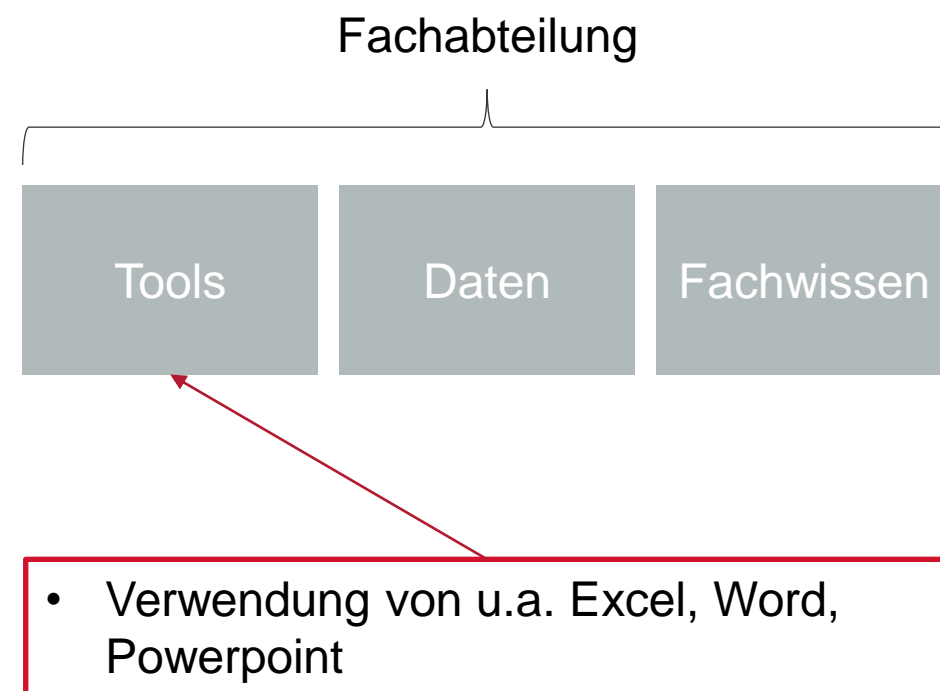 Fachabteilung
Tools
Daten
Fachwissen
• Verwendung von u.a. Excel, Word,
Powerpoint